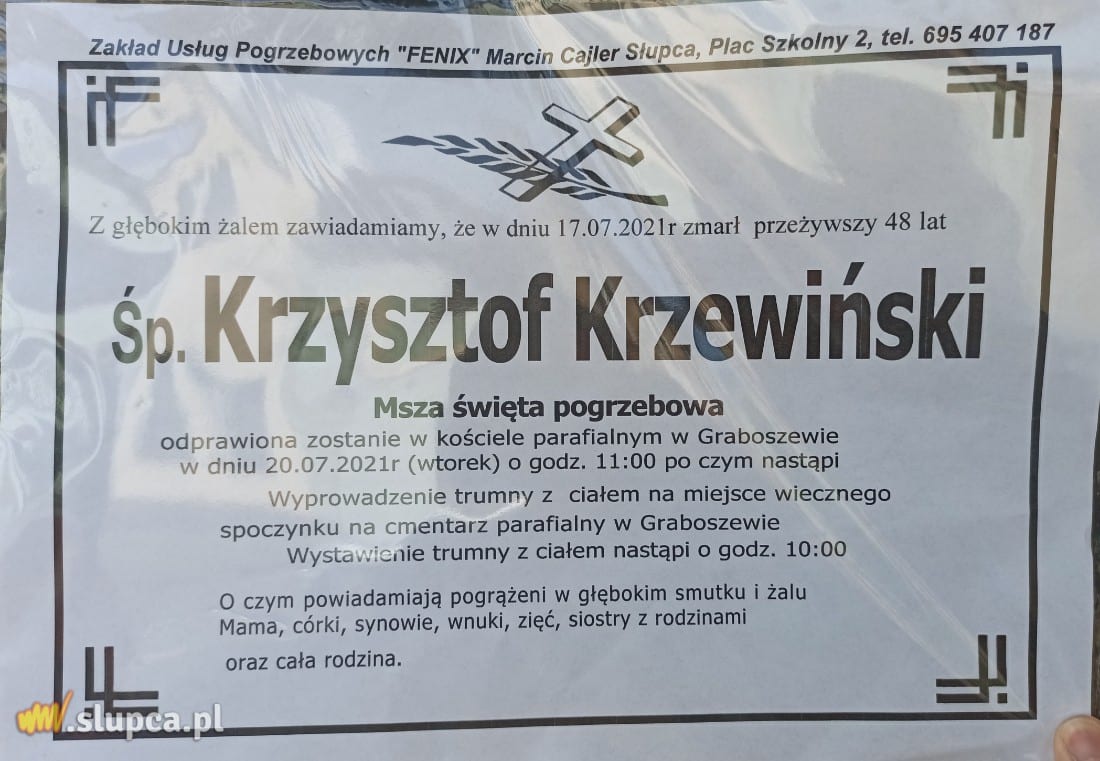 Zakład Usług Pogrzebowych "FENIX" Marcin Cajler Słupca, Plac Szkolny 2, tel. 695 407 187
Z głębokim żalem zawiadamiamy, że w dniu 17.07.2021r zmarł przeżywszy 48 lat
Śp. Krzysztof Krzewiński
Msza święta pogrzebowa
odprawiona zostanie w kościele parafialnym w Graboszewie
w dniu 20.07.2021r (wtorek) o godz. 11:00 po czym nastąpi
Wyprowadzenie trumny z ciałem na miejsce wiecznego
spoczynku na cmentarz parafialny w Graboszewie
Wystawienie trumny z ciałem nastąpi o godz. 10:00
O czym powiadamiają pogrążeni w głębokim smutku i żalu
Mama, córki, synowie, wnuki, zięć, siostry z rodzinami
oraz cała rodzina.
www.slupca.pl